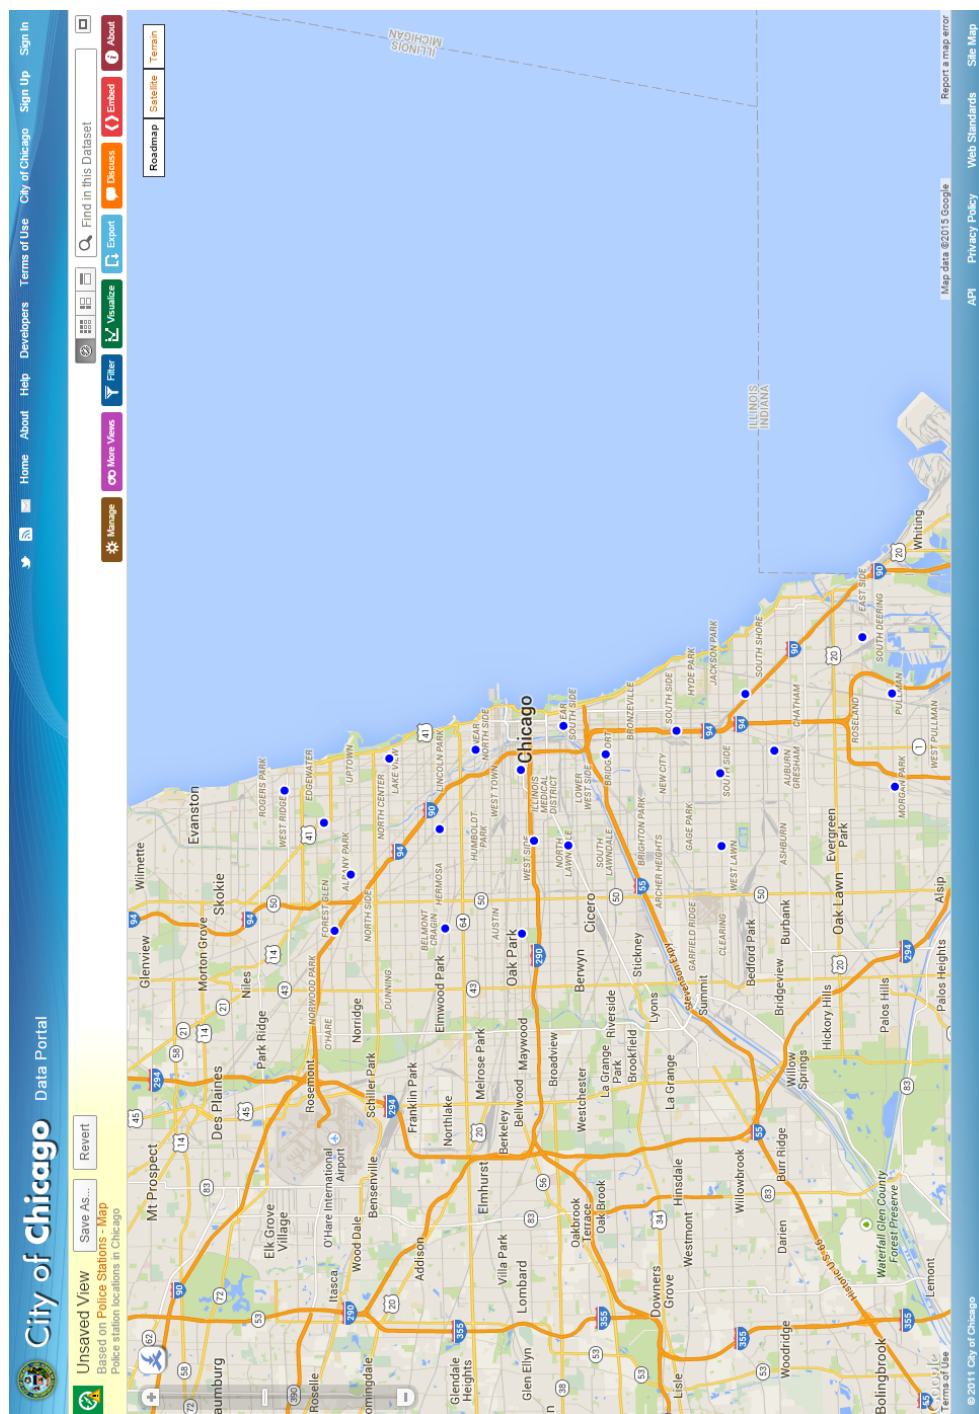 City of Chicago Data Portal
Home About Help Developers Terms of Use City of Chicago Sign Up Sign In
Unsaved View
Save As...
Revert
Based on Police Stations - Map
Police station locations in Chicago
Find in this Dataset
Manage
More Views
Filter
Visualize
Export
Discuss
Embed
About
Roadmap
Satellite
Terrain
ILLINOIS
MICHIGAN
ILLINOIS
INDIANA
Mt Prospect
Glenview
Wilmette
Evanston
Des Plaines
Morton Grove
Skokie
Niles
Park Ridge
ROGERS PARK
WEST RIDGE
EDGEWATER
Elk Grove
Village
Rosemont
NORWOOD PARK
FOREST GLEN
ALBANY PARK
UPTOWN
Roselle
Itasca
Wood Dale
O'Hare International
Airport
O'HARE
Norridge
NORTH SIDE
NORTH CENTER
LAKE VIEW
Bensenville
Schiller Park
DUNNING
Addison
Franklin Park
Northlake
Elmwood Park
BELMONT
CRAGIN
HERMOSA
LINCOLN PARK
Glendale
Heights
Elmhurst
Melrose Park
HUMBOLDT
PARK
NEAR
NORTH SIDE
WEST TOWN
Villa Park
Berkeley
Bellwood
Maywood
AUSTIN
Oak Park
Chicago
Lombard
Glen Ellyn
WEST SIDE
ILLINOIS
MEDICAL
DISTRICT
Broadview
Westchester
Berwyn
Cicero
NORTH
LAWNDALE
LOWER
WEST SIDE
SOUTH SIDE
Oakbrook
Terrace
Oak Brook
La Grange
Park
Riverside
Brookfield
Stickney
SOUTH
LAWNDALE
BRONZEVILLE
Downers
Grove
Hinsdale
La Grange
Lyons
BRIGHTON PARK
ARCHER HEIGHTS
NEW CITY
SOUTH SIDE
HYDE PARK
Lisle
Westmont
Stevenson Expy
Summit
GARFIELD RIDGE
GAGE PARK
JACKSON PARK
Willowbrook
Bedford Park
CLEARING
WEST LAWN
SOUTH SIDE
SOUTH SHORE
Woodridge
Darien
Burr Ridge
Willow
Springs
Bridgeview
Burbank
ASHBURN
AUBURN
GRESHAM
CHATHAM
Historic U.S. 66
Hickory Hills
Oak Lawn
Evergreen
Park
EAST SIDE
SOUTH DEERING
ROSELAND
PULLMAN
Waterfall Glen County
Forest Preserve
Palos Hills
MORGAN PARK
Whiting
Bolingbrook
Lemont
Palos Heights
Alsip
WEST PULLMAN
Terms of Use
Map data ©2015 Google
Report a map error
© 2011 City of Chicago
API
Privacy Policy
Web Standards
Site Map